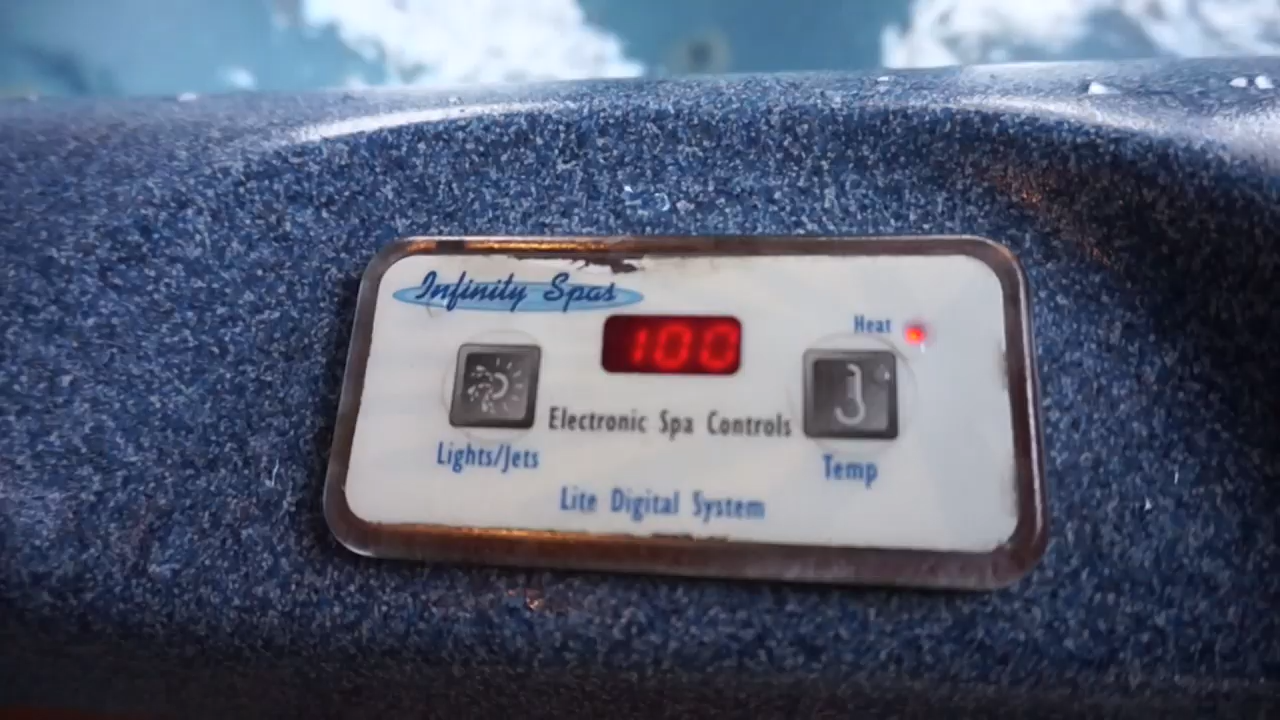 Infinity Spas
100
Heat
Electronic Spa Controls
Lights/Jets
Temp
Lite Digital System